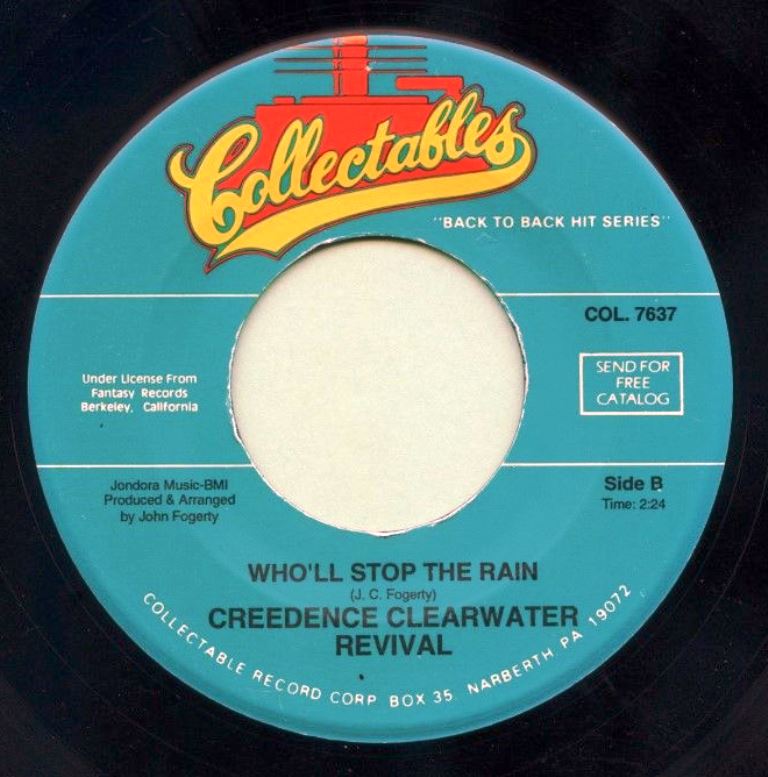 Collectables
"BACK TO BACK HIT SERIES"
COL. 7637
Under License From
Fantasy Records
Berkeley, California
SEND FOR
FREE
CATALOG
Jondora Music-BMI
Produced & Arranged
by John Fogerty
Side B
Time: 2:24
WHO'LL STOP THE RAIN
(J. C. Fogerty)
CREEDENCE CLEARWATER
REVIVAL
COLLECTABLE RECORD CORP BOX 35 NARBERTH PA 19072